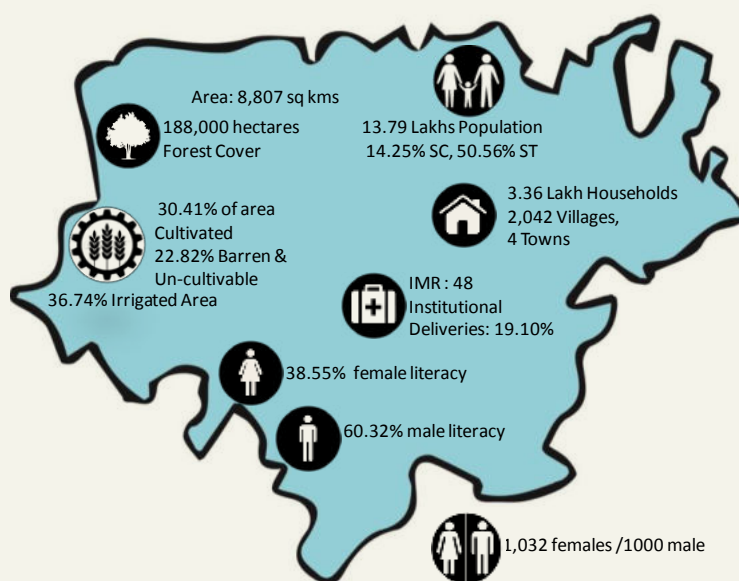 Area: 8,807 sq kms
188,000 hectares
Forest Cover
13.79 Lakhs Population
14.25% SC, 50.56% ST
3.36 Lakh Households
2,042 Villages,
4 Towns
30.41% of area
Cultivated
22.82% Barren &
Un-cultivable
36.74% Irrigated Area
IMR : 48
Institutional
Deliveries: 19.10%
38.55% female literacy
60.32% male literacy
1,032 females /1000 male